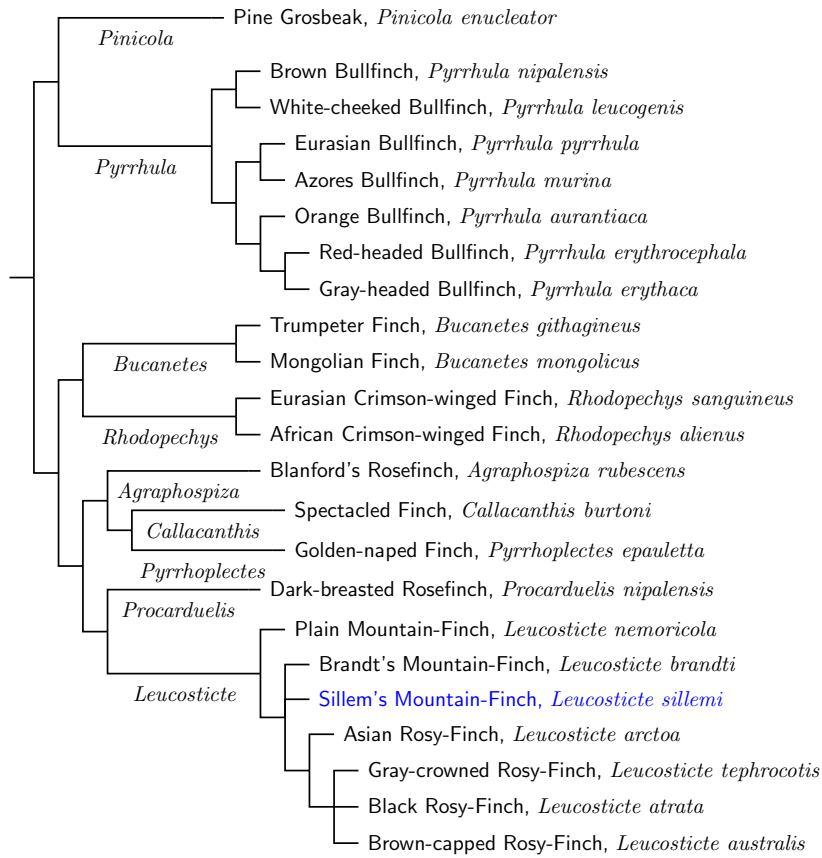 Pine Grosbeak, Pinicola enucleator
Pinicola
Brown Bullfinch, Pyrrhula nipalensis
White-cheeked Bullfinch, Pyrrhula leucogenis
Eurasian Bullfinch, Pyrrhula pyrrhula
Pyrrhula
Azores Bullfinch, Pyrrhula murina
Orange Bullfinch, Pyrrhula aurantiaca
Red-headed Bullfinch, Pyrrhula erythrocephala
Gray-headed Bullfinch, Pyrrhula erythaca
Trumpeter Finch, Bucanetes githagineus
Bucanetes
Mongolian Finch, Bucanetes mongolicus
Eurasian Crimson-winged Finch, Rhodopechys sanguineus
Rhodopechys
African Crimson-winged Finch, Rhodopechys alienus
Blanford's Rosefinch, Agraphospiza rubescens
Agraphospiza
Spectacled Finch, Callacanthis burtoni
Callacanthis
Golden-naped Finch, Pyrrhoplectes epauletta
Pyrrhoplectes
Dark-breasted Rosefinch, Procarduelis nipalensis
Procarduelis
Plain Mountain-Finch, Leucosticte nemoricola
Brandt's Mountain-Finch, Leucosticte brandti
Leucosticte
Sillem's Mountain-Finch, Leucosticte sillemi
Asian Rosy-Finch, Leucosticte arctoa
Gray-crowned Rosy-Finch, Leucosticte tephrocotis
Black Rosy-Finch, Leucosticte atrata
Brown-capped Rosy-Finch, Leucosticte australis